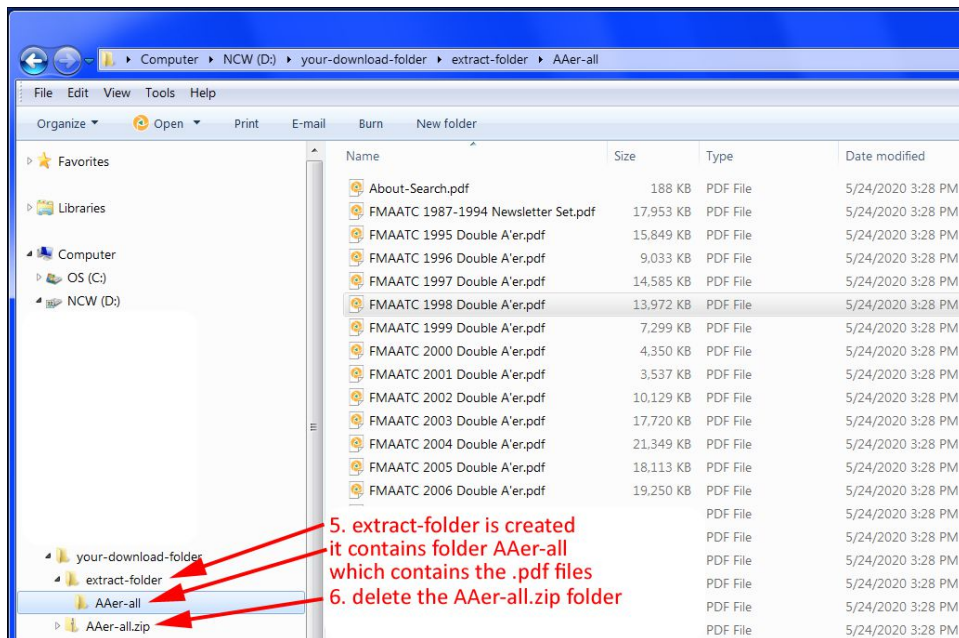 Computer ▸ NCW (D:) ▸ your-download-folder ▸ extract-folder ▸ AAer-all
File Edit View Tools Help
Organize Open Print E-mail Burn New folder
Favorites
Libraries
Computer
OS (C:)
NCW (D:)
your-download-folder
extract-folder
AAer-all
AAer-all.zip
Name Size Type Date modified
About-Search.pdf 188 KB PDF File 5/24/2020 3:28 PM
FMAATC 1987-1994 Newsletter Set.pdf 17,953 KB PDF File 5/24/2020 3:28 PM
FMAATC 1995 Double A'er.pdf 15,849 KB PDF File 5/24/2020 3:28 PM
FMAATC 1996 Double A'er.pdf 9,033 KB PDF File 5/24/2020 3:28 PM
FMAATC 1997 Double A'er.pdf 14,585 KB PDF File 5/24/2020 3:28 PM
FMAATC 1998 Double A'er.pdf 13,972 KB PDF File 5/24/2020 3:28 PM
FMAATC 1999 Double A'er.pdf 7,299 KB PDF File 5/24/2020 3:28 PM
FMAATC 2000 Double A'er.pdf 4,350 KB PDF File 5/24/2020 3:28 PM
FMAATC 2001 Double A'er.pdf 3,537 KB PDF File 5/24/2020 3:28 PM
FMAATC 2002 Double A'er.pdf 10,129 KB PDF File 5/24/2020 3:28 PM
FMAATC 2003 Double A'er.pdf 17,720 KB PDF File 5/24/2020 3:28 PM
FMAATC 2004 Double A'er.pdf 21,349 KB PDF File 5/24/2020 3:28 PM
FMAATC 2005 Double A'er.pdf 18,113 KB PDF File 5/24/2020 3:28 PM
FMAATC 2006 Double A'er.pdf 19,250 KB PDF File 5/24/2020 3:28 PM
PDF File 5/24/2020 3:28 PM
PDF File 5/24/2020 3:28 PM
PDF File 5/24/2020 3:28 PM
PDF File 5/24/2020 3:28 PM
PDF File 5/24/2020 3:28 PM
PDF File 5/24/2020 3:28 PM
5. extract-folder is created
it contains folder AAer-all
which contains the .pdf files
6. delete the AAer-all.zip folder